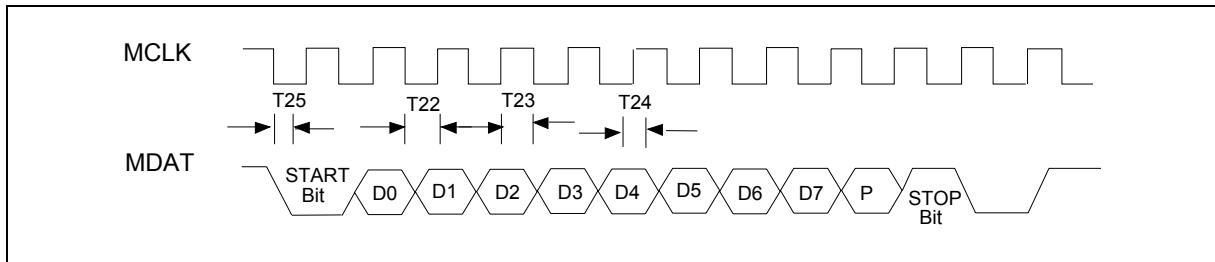 MCLK
T25
T22
T23
T24
MDAT
START
Bit
D0
D1
D2
D3
D4
D5
D6
D7
P
STOP
Bit